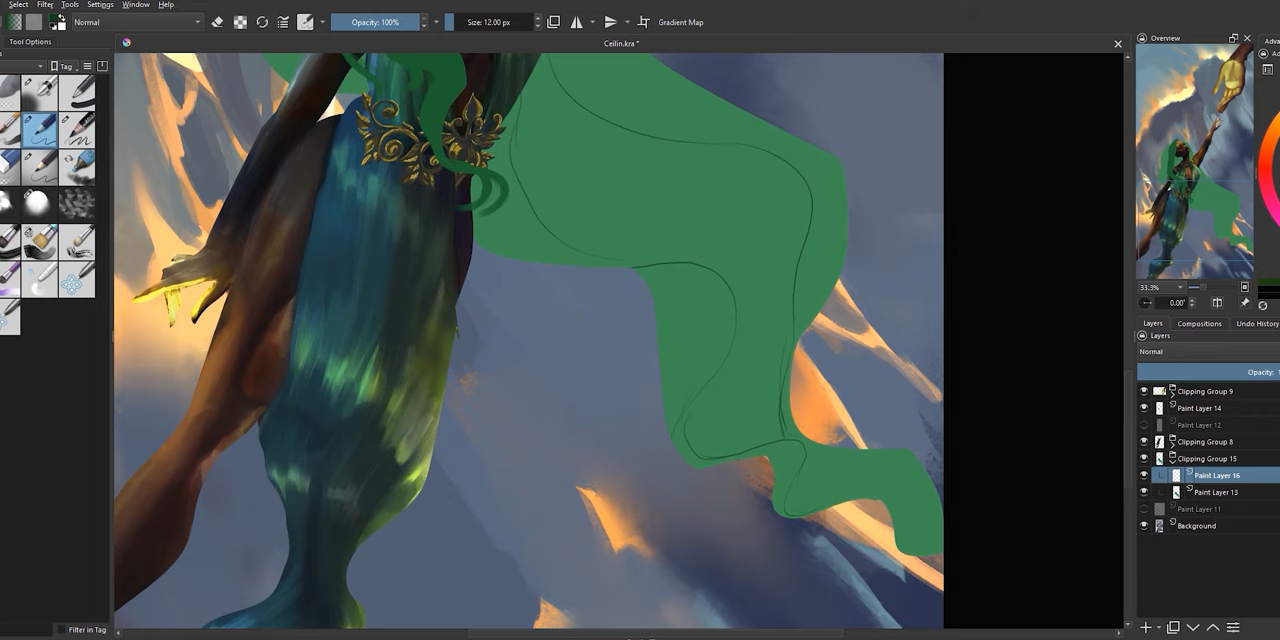 Select Filter Tools Settings Window Help
Normal Opacity: 100% Size: 12.00 px Gradient Map
Tool Options Ceilin.kra * Overview
Tag
33.3%
0.00°
Layers Compositions Undo History
Layers
Normal
Opacity:
Clipping Group 9
Paint Layer 14
Paint Layer 12
Clipping Group 8
Clipping Group 15
Paint Layer 16
Paint Layer 13
Paint Layer 11
Background
Filter in Tag